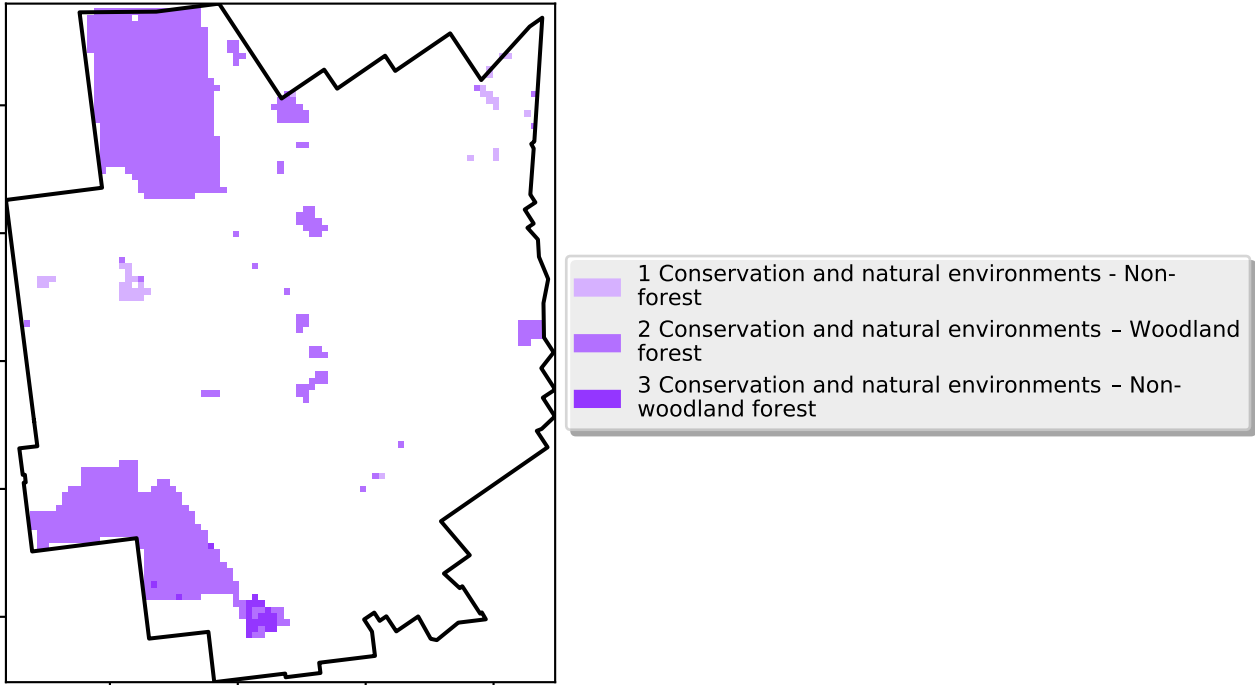 1 Conservation and natural environments - Non-
forest
2 Conservation and natural environments – Woodland
forest
3 Conservation and natural environments – Non-
woodland forest